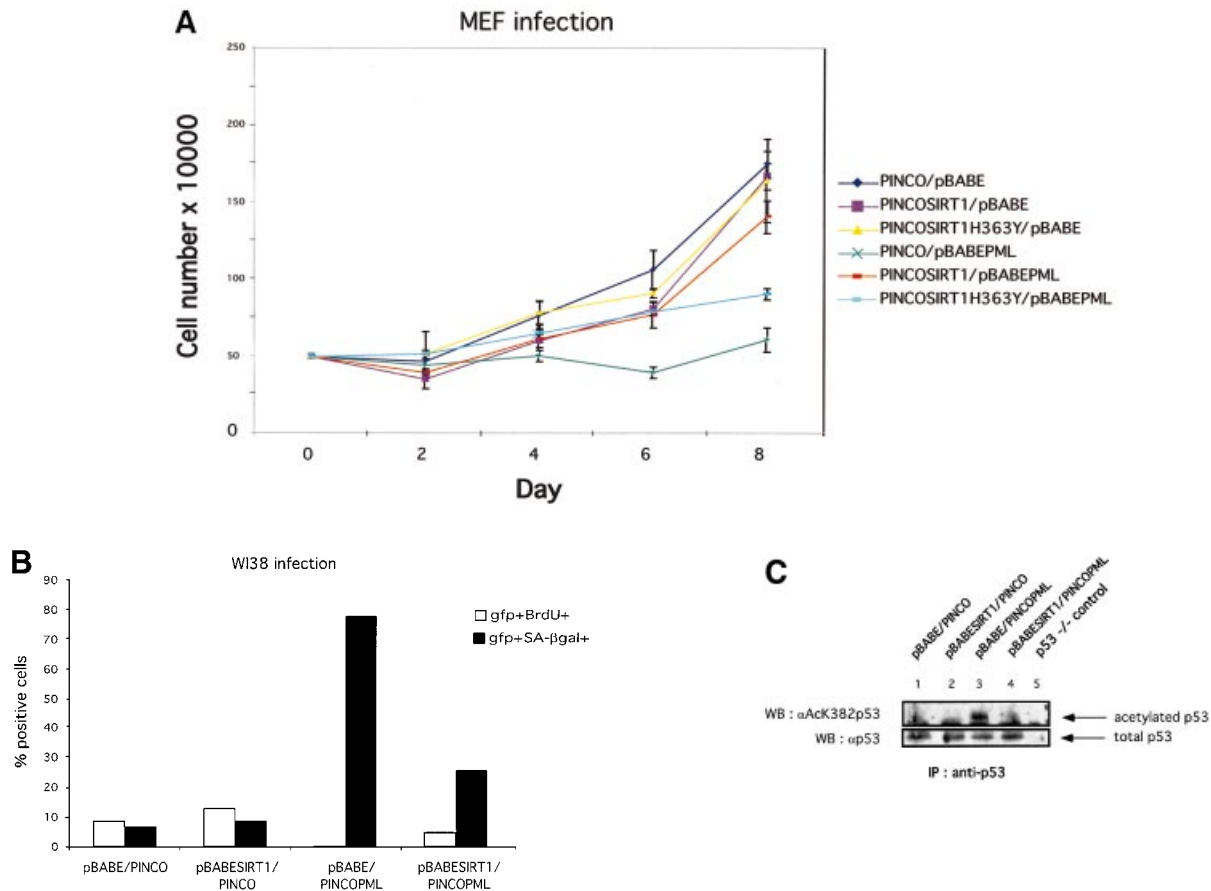 A
MEF infection
250
200
150
100
50
0
Cell number x 10000
0 2 4 6 8
Day
PINCO/pBABE
PINCOSIRT1/pBABE
PINCOSIRT1H363Y/pBABE
PINCO/pBABEPML
PINCOSIRT1/pBABEPML
PINCOSIRT1H363Y/pBABEPML
B
WI38 infection
90
80
70
60
50
40
30
20
10
0
% positive cells
gfp+BrdU+
gfp+SA-βgal+
pBABE/PINCO
pBABESIRT1/
PINCO
pBABE/
PINCOPML
pBABESIRT1/
PINCOPML
C
pBABE/PINCO
pBABESIRT1/PINCO
pBABE/PINCOPML
pBABESIRT1/PINCOPML
p53 -/- control
1 2 3 4 5
WB : αAcK382p53
acetylated p53
WB : αp53
total p53
IP : anti-p53